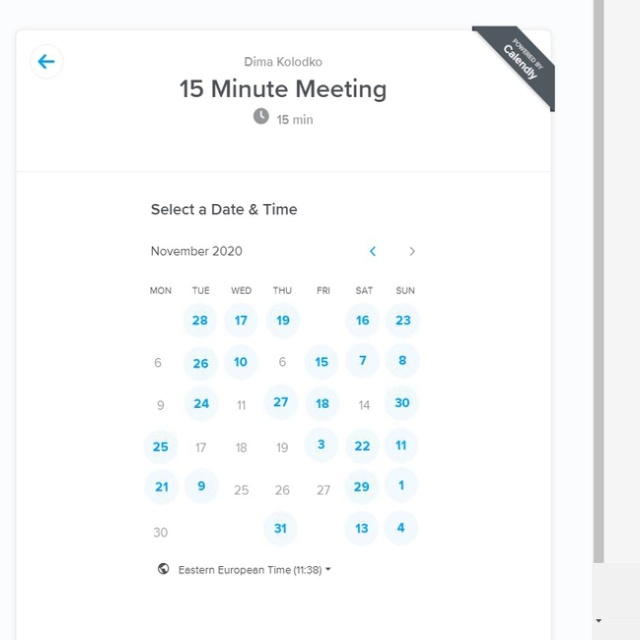 POWERED BY
Calendly
Dima Kolodko
15 Minute Meeting
15 min
Select a Date & Time
November 2020
MON TUE WED THU FRI SAT SUN
28 17 19 16 23
6 26 10 6 15 7 8
9 24 11 27 18 14 30
25 17 18 19 3 22 11
21 9 25 26 27 29 1
30 31 13 4
Eastern European Time (11:38)